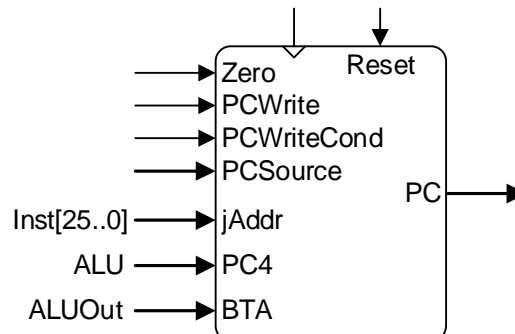 Reset
Zero
PCWrite
PCWriteCond
PCSource
PC
Inst[25..0] jAddr
ALU PC4
ALUOut BTA